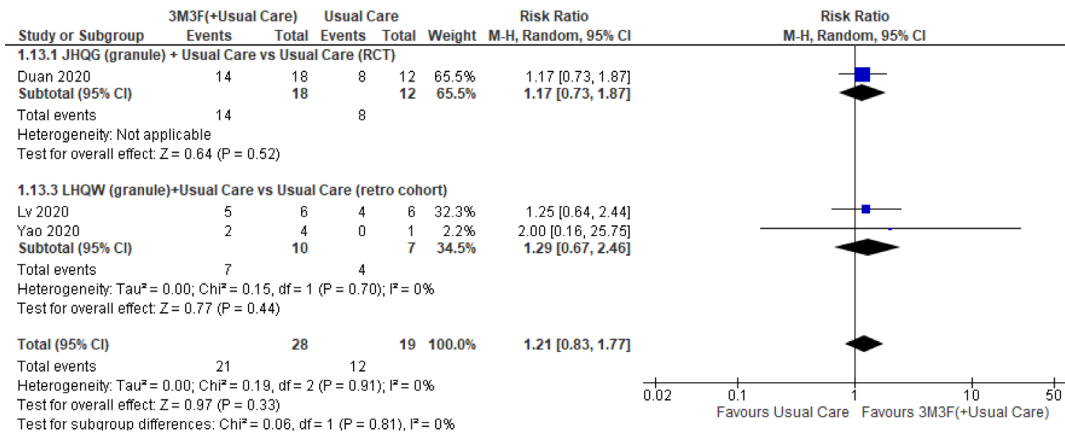 3M3F(+Usual Care) Usual Care Risk Ratio Risk Ratio
Study or Subgroup Events Total Events Total Weight M-H, Random, 95% CI M-H, Random, 95% CI
1.13.1 JHQG (granule) + Usual Care vs Usual Care (RCT)
Duan 2020 14 18 8 12 65.5% 1.17 [0.73, 1.87]
Subtotal (95% CI) 18 12 65.5% 1.17 [0.73, 1.87]
Total events 14 8
Heterogeneity: Not applicable
Test for overall effect: Z = 0.64 (P = 0.52)
1.13.3 LHQW (granule)+Usual Care vs Usual Care (retro cohort)
Lv 2020 5 6 4 6 32.3% 1.25 [0.64, 2.44]
Yao 2020 2 4 0 1 2.2% 2.00 [0.16, 25.75]
Subtotal (95% CI) 10 7 34.5% 1.29 [0.67, 2.46]
Total events 7 4
Heterogeneity: Tau² = 0.00; Chi² = 0.15, df = 1 (P = 0.70); I² = 0%
Test for overall effect: Z = 0.77 (P = 0.44)
Total (95% CI) 28 19 100.0% 1.21 [0.83, 1.77]
Total events 21 12
Heterogeneity: Tau² = 0.00; Chi² = 0.19, df = 2 (P = 0.91); I² = 0%
Test for overall effect: Z = 0.97 (P = 0.33)
Test for subgroup differences: Chi² = 0.06, df = 1 (P = 0.81), I² = 0%
0.02 0.1 1 10 50
Favours Usual Care Favours 3M3F(+Usual Care)